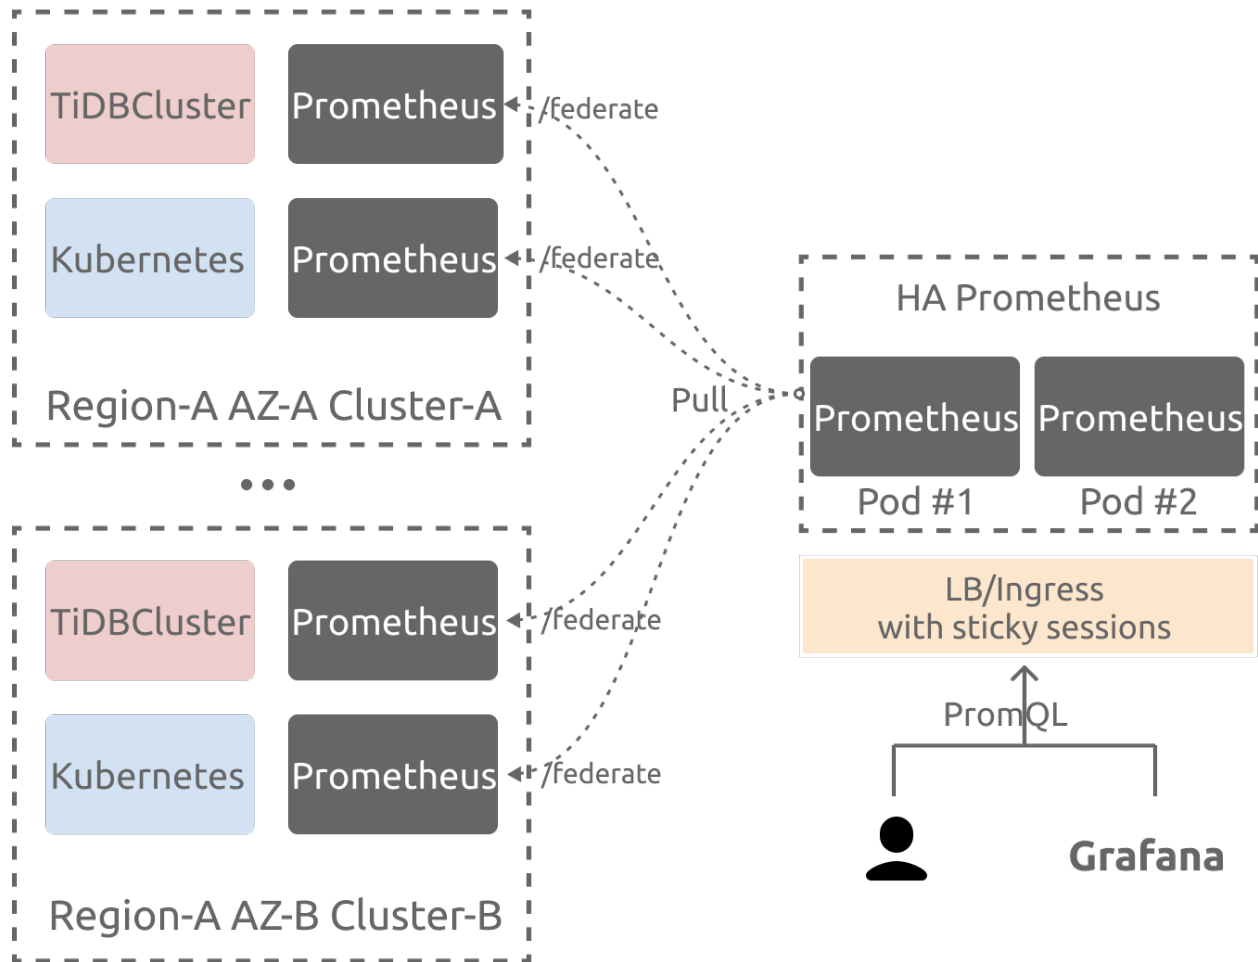 TiDBCluster
Prometheus
/federate
Kubernetes
Prometheus
/federate
Region-A AZ-A Cluster-A
Pull
HA Prometheus
Prometheus
Prometheus
Pod #1
Pod #2
TiDBCluster
Prometheus
/federate
Kubernetes
Prometheus
/federate
Region-A AZ-B Cluster-B
LB/Ingress
with sticky sessions
PromQL
Grafana